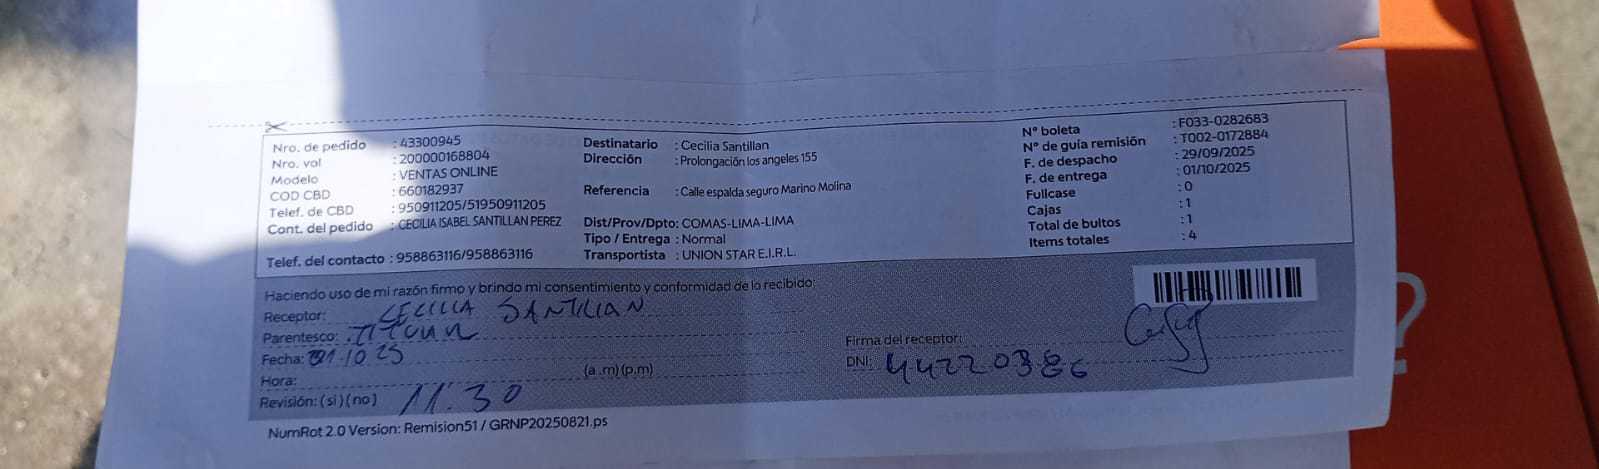 Nro. de pedido : 43300945
Nro. vol : 200000168804
Modelo : VENTAS ONLINE
COD CBD : 660182937
Telef. de CBD : 950911205/51950911205
Cont. del pedido : CECILIA ISABEL SANTILLAN PEREZ
Telef. del contacto : 958863116/958863116
Destinatario : Cecilia Santillan
Dirección : Prolongación los angeles 155
Referencia : Calle espalda seguro Marino Molina
Dist/Prov/Dpto: COMAS-LIMA-LIMA
Tipo / Entrega : Normal
Transportista : UNION STAR E.I.R.L.
N° boleta : F033-0282683
N° de guia remisión : T002-0172884
F. de despacho : 29/09/2025
F. de entrega : 01/10/2025
Fullcase : 0
Cajas : 1
Total de bultos : 1
Items totales : 4
Haciendo uso de mi razón firmo y brindo mi consentimiento y conformidad de lo recibido:
Receptor: CECILIA SANTILIAN
Parentesco: TITULAR
Fecha: 01.10 25
Hora: (a .m) (p.m)
Revisión: (si) (no) 11:30
Firma del receptor:
DNI: 44220386
NumRot 2.0 Version: Remision51 / GRNP20250821.ps
?